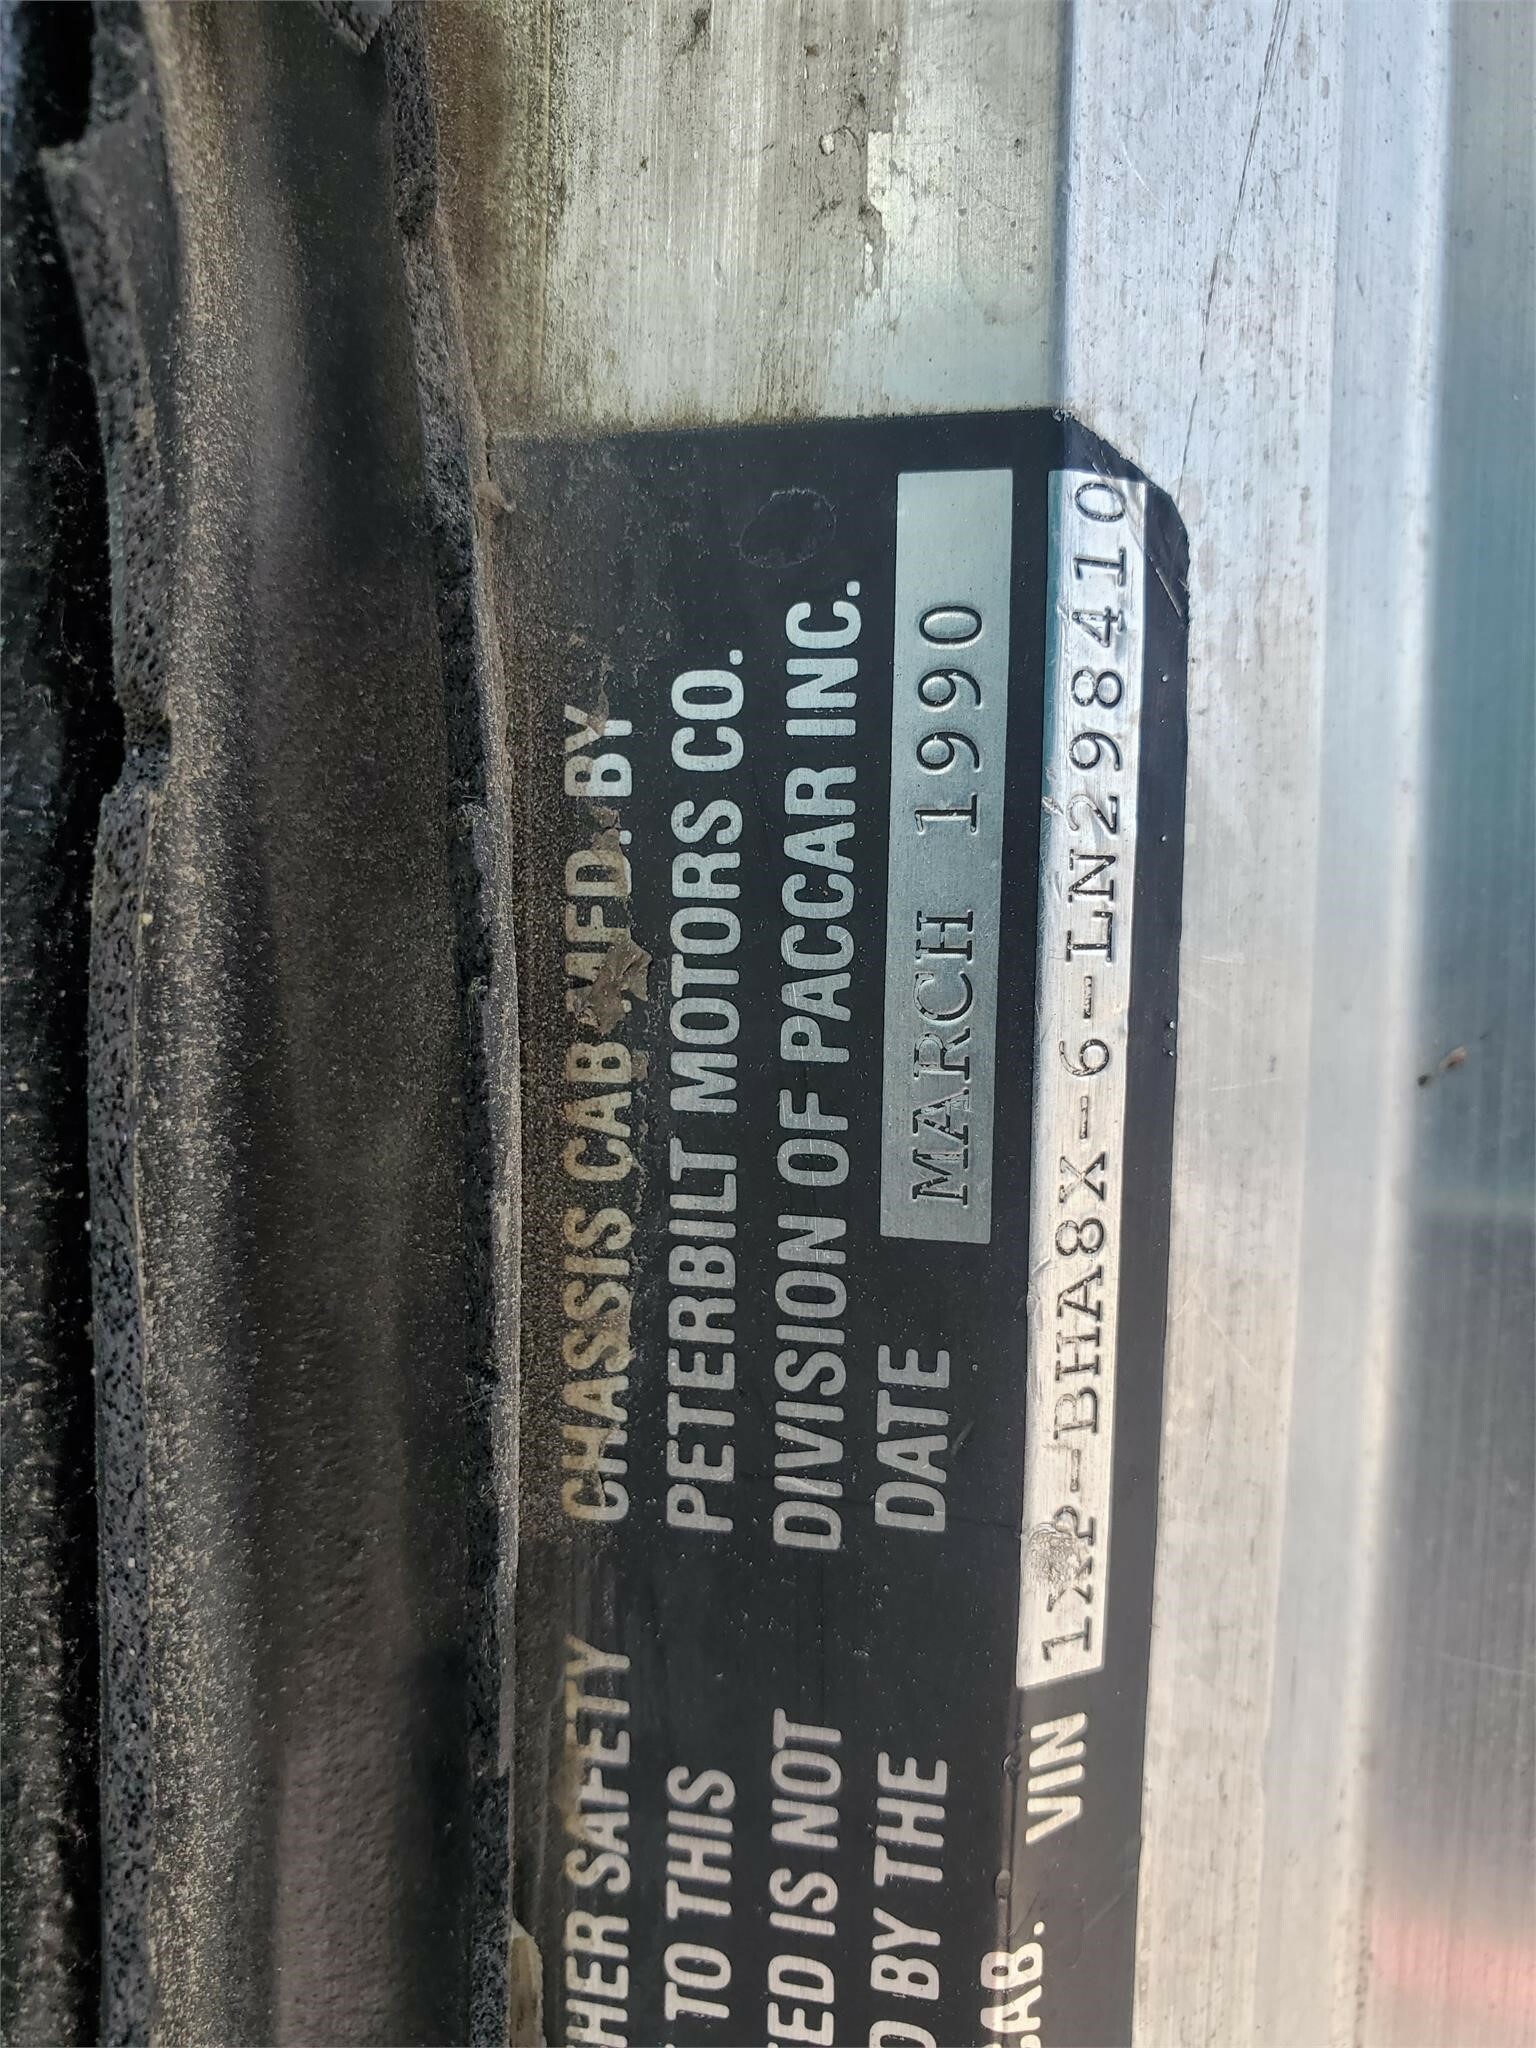 HER SAFETY
TO THIS
ED IS NOT
D BY THE
CAB.
CHASSIS CAB MFD. BY
PETERBILT MOTORS CO.
DIVISION OF PACCAR INC.
DATE MARCH 1990
VIN 1XP-BHA8X-6-LN298410